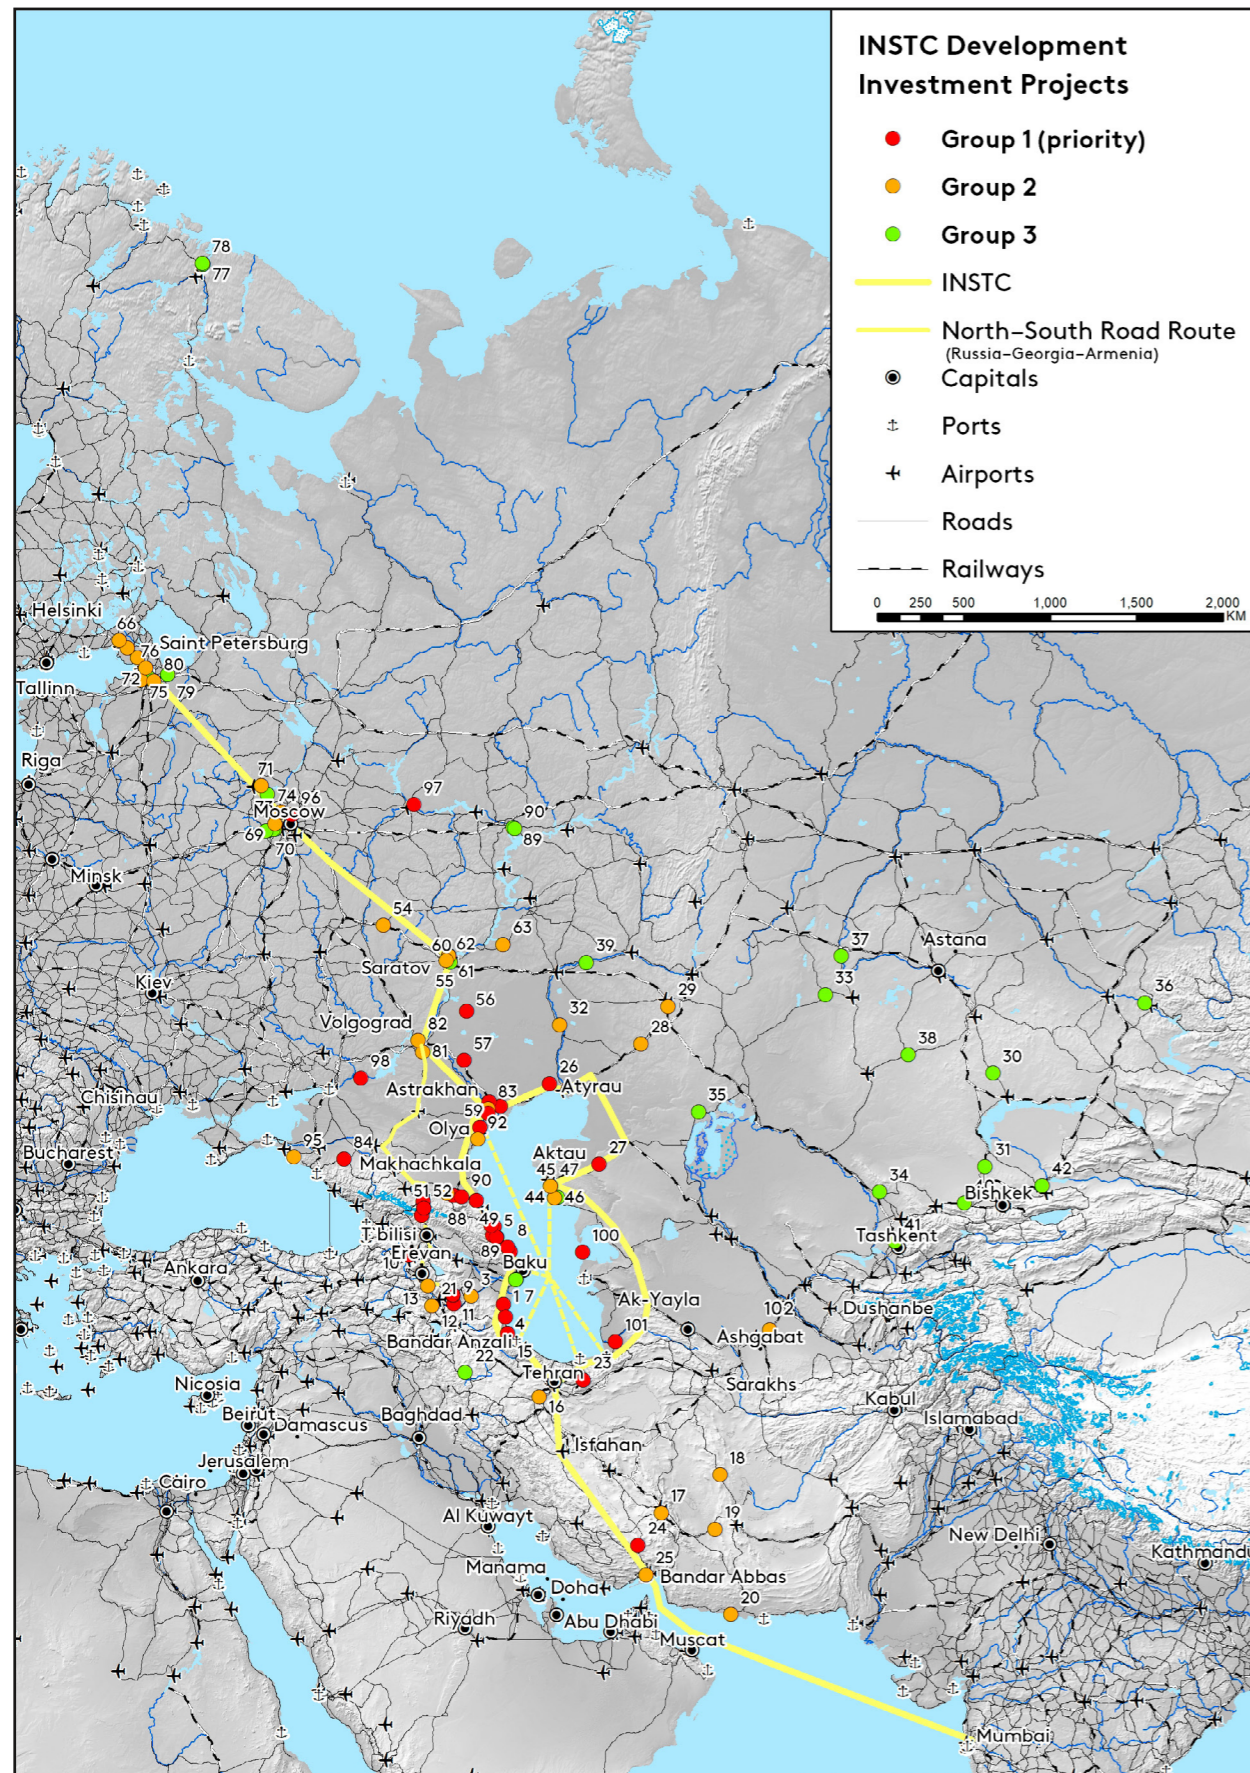 INSTC Development
Investment Projects
Group 1 (priority)
Group 2
Group 3
INSTC
North–South Road Route
(Russia–Georgia–Armenia)
Capitals
Ports
Airports
Roads
Railways
0 250 500 1,000 1,500 2,000
KM
78
77
Helsinki
66
Saint Petersburg
76
80
72
75
79
Tallinn
Riga
71
74
96
97
Moscow
69
70
90
89
Minsk
54
60
62
63
Saratov
61
39
37
Astana
55
33
Kiev
56
29
36
Volgograd
82
32
28
81
57
38
98
26
30
Astrakhan
Atyrau
Chisinau
83
59
35
92
Olya
95
84
Aktau
27
31
Bucharest
Makhachkala
45
47
42
51
52
90
44
46
34
Bishkek
88
49
5
41
Tbilisi
8
Tashkent
Erevan
89
100
10
Baku
Ankara
3
21
9
1
7
13
11
Ak-Yayla
12
4
Dushanbe
102
Bandar Anzali
101
Ashgabat
15
22
23
Tehran
Sarakhs
Nicosia
16
Kabul
Beirut
Baghdad
Damascus
Islamabad
Isfahan
Jerusalem
18
Cairo
17
19
Al Kuwayt
24
New Delhi
25
Kathmandu
Manama
Bandar Abbas
Doha
20
Riyadh
Abu Dhabi
Muscat
Mumbai